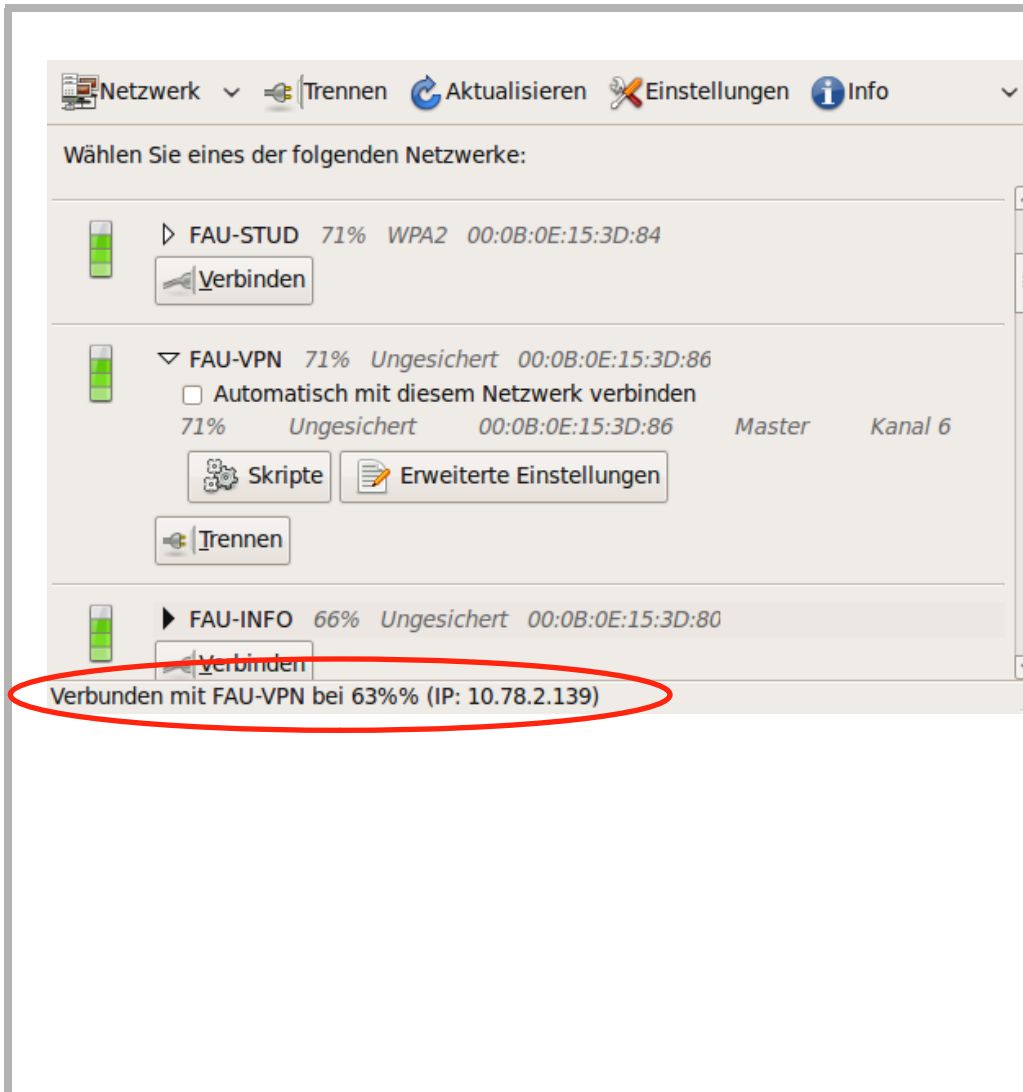 Netzwerk Trennen Aktualisieren Einstellungen Info
Wählen Sie eines der folgenden Netzwerke:
FAU-STUD 71% WPA2 00:0B:0E:15:3D:84
Verbinden
FAU-VPN 71% Ungesichert 00:0B:0E:15:3D:86
Automatisch mit diesem Netzwerk verbinden
71% Ungesichert 00:0B:0E:15:3D:86 Master Kanal 6
Skripte Erweiterte Einstellungen
Trennen
FAU-INFO 66% Ungesichert 00:0B:0E:15:3D:80
Verbinden
Verbunden mit FAU-VPN bei 63%% (IP: 10.78.2.139)